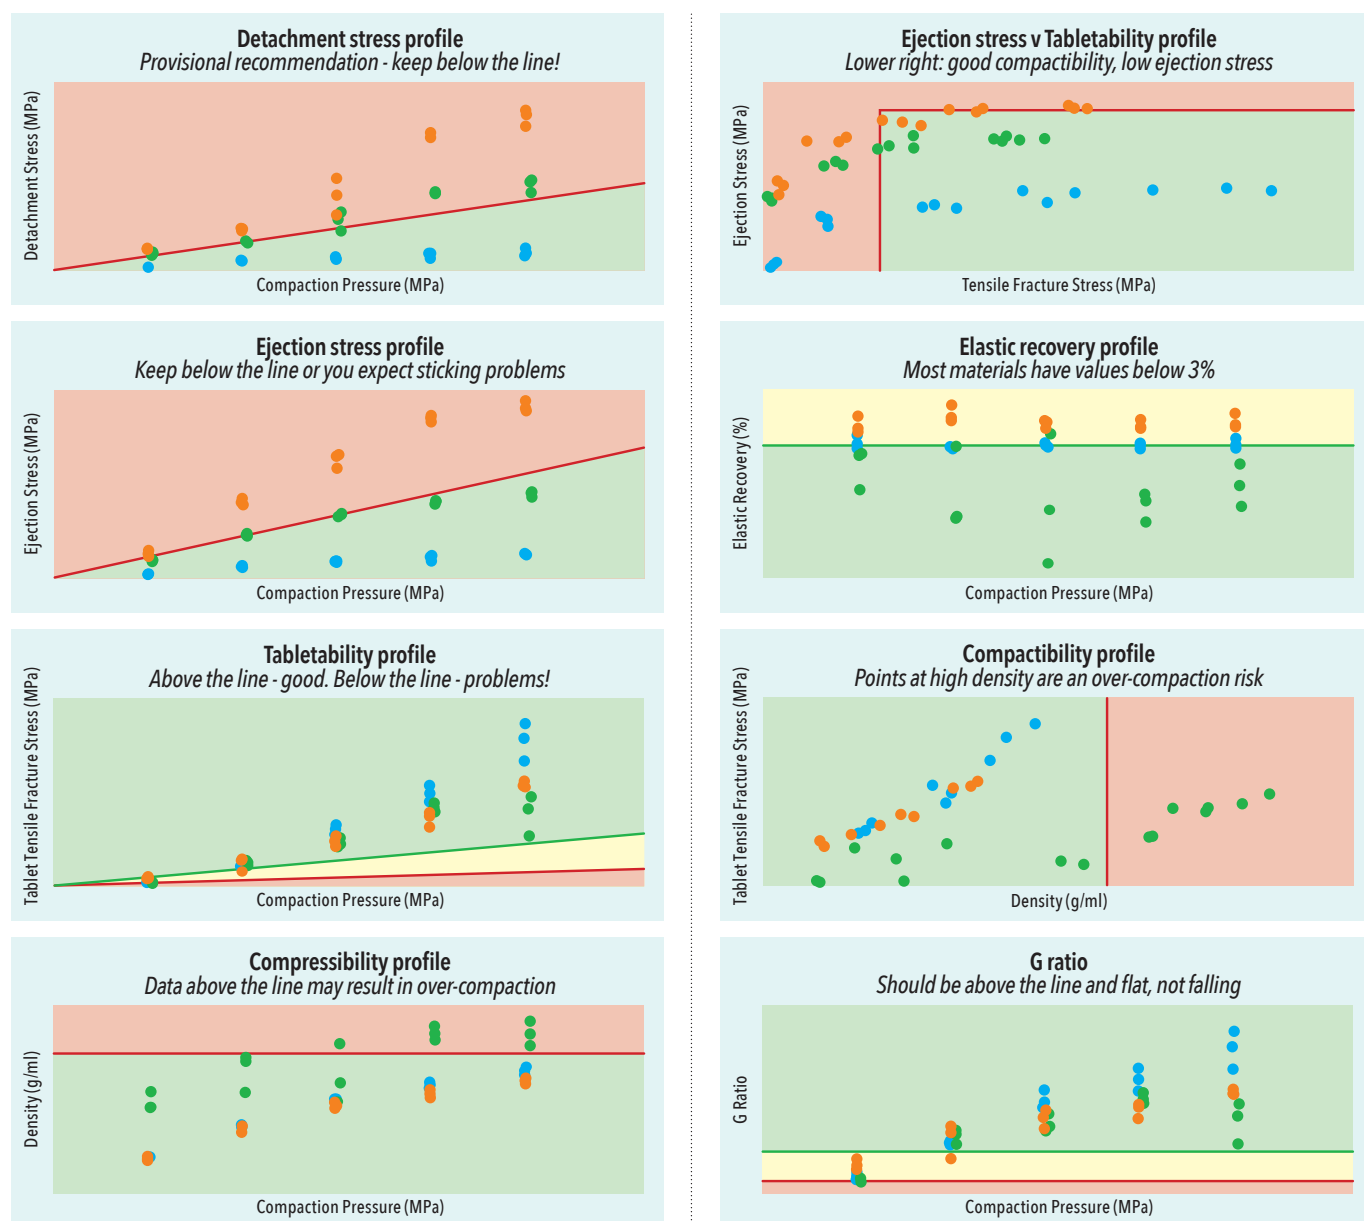 Detachment stress profile
Provisional recommendation - keep below the line!
Detachment Stress (MPa)
Compaction Pressure (MPa)
Ejection stress profile
Keep below the line or you expect sticking problems
Ejection Stress (MPa)
Compaction Pressure (MPa)
Tabletability profile
Above the line - good. Below the line - problems!
Tablet Tensile Fracture Stress (MPa)
Compaction Pressure (MPa)
Compressibility profile
Data above the line may result in over-compaction
Density (g/ml)
Compaction Pressure (MPa)
Ejection stress v Tabletability profile
Lower right: good compactibility, low ejection stress
Ejection Stress (MPa)
Tensile Fracture Stress (MPa)
Elastic recovery profile
Most materials have values below 3%
Elastic Recovery (%)
Compaction Pressure (MPa)
Compactibility profile
Points at high density are an over-compaction risk
Tablet Tensile Fracture Stress (MPa)
Density (g/ml)
G ratio
Should be above the line and flat, not falling
G Ratio
Compaction Pressure (MPa)